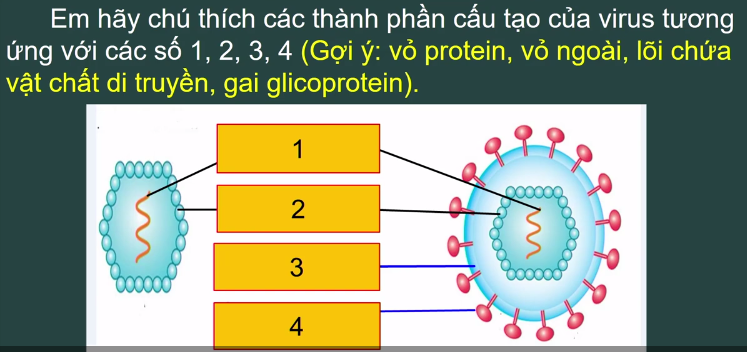 Em hãy chú thích các thành phần cấu tạo của virus tương
ứng với các số 1, 2, 3, 4 (Gợi ý: vỏ protein, vỏ ngoài, lõi chứa
vật chất di truyền, gai glicoprotein).
1
2
3
4